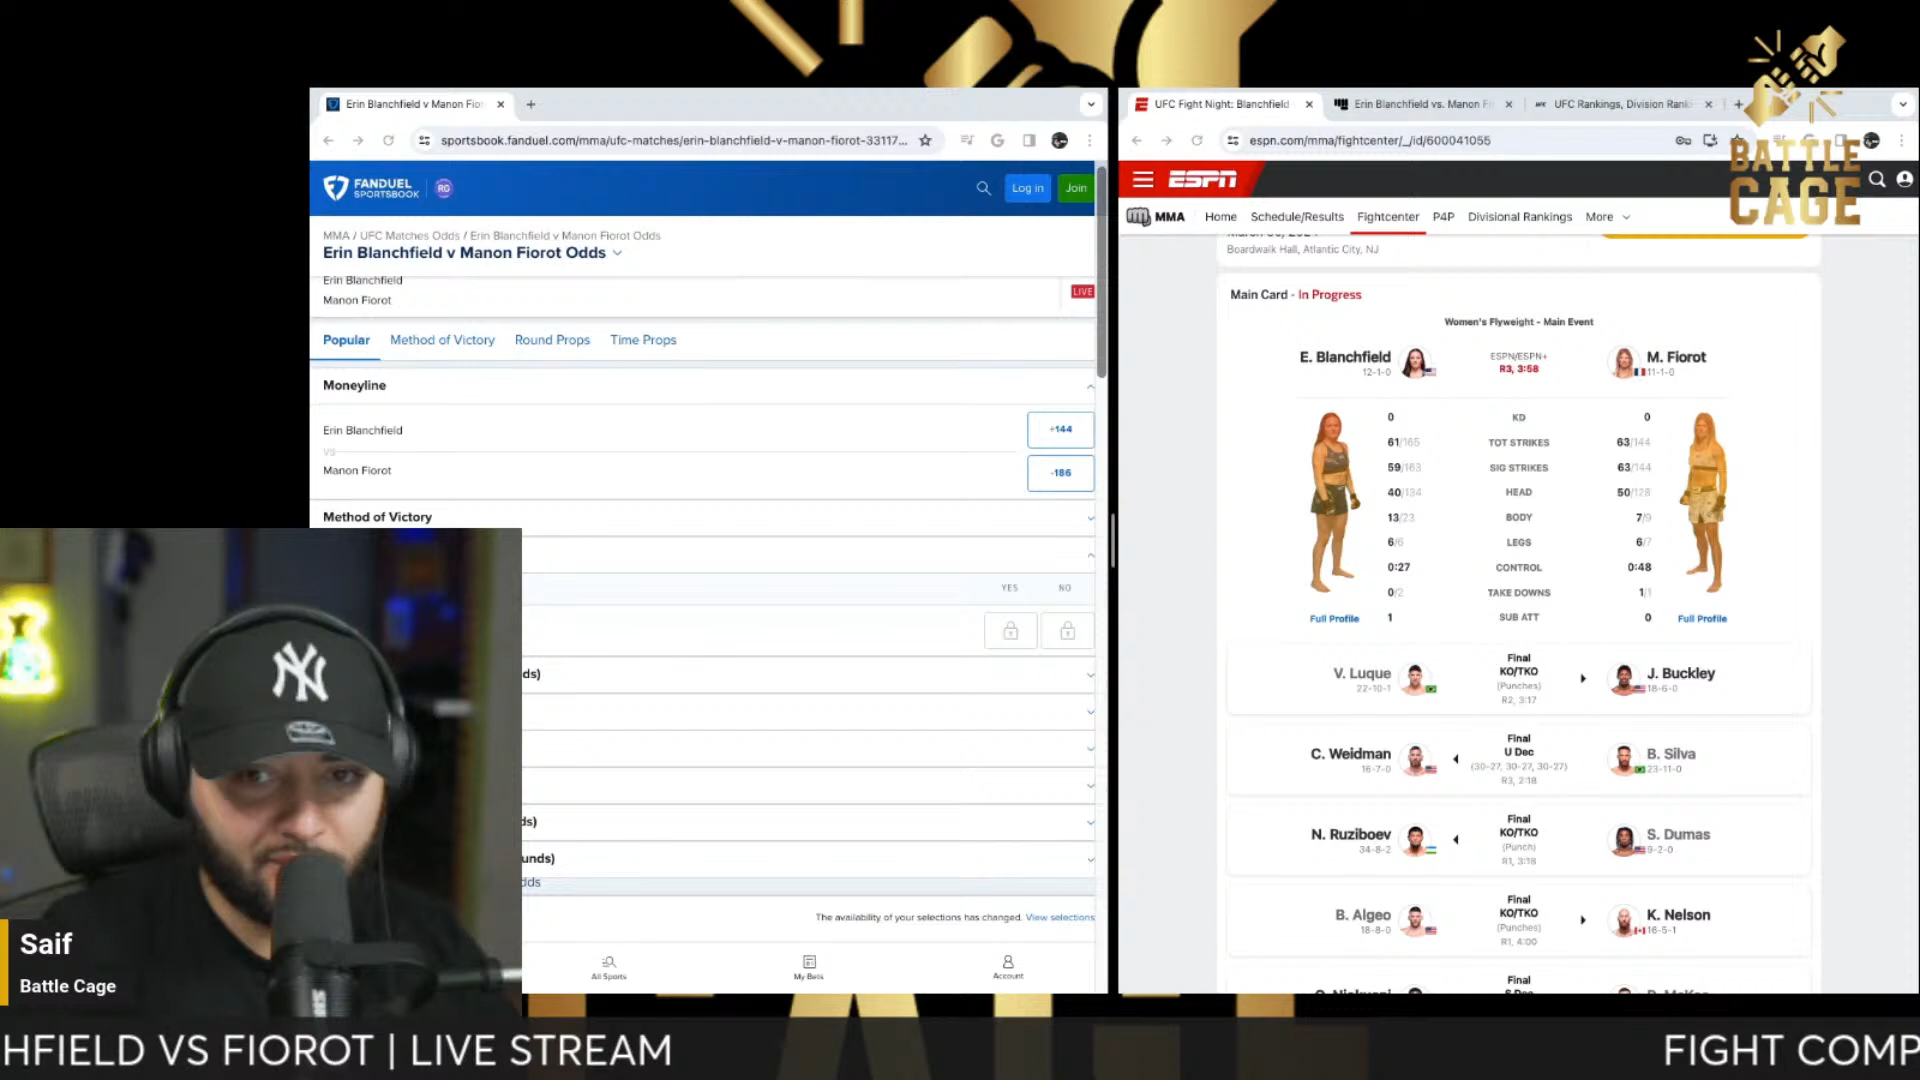 Erin Blanchfield v Manon Fior
sportsbook.fanduel.com/mma/ufc-matches/erin-blanchfield-v-manon-fiorot-33117...
FANDUEL
SPORTSBOOK
RG
Log in
Join
MMA / UFC Matches Odds / Erin Blanchfield v Manon Fiorot Odds
Erin Blanchfield v Manon Fiorot Odds
Erin Blanchfield
Manon Fiorot
LIVE
Popular
Method of Victory
Round Props
Time Props
Moneyline
Erin Blanchfield
+144
VS
Manon Fiorot
-186
Method of Victory
YES
NO
ds)
ds)
unds)
dds
The availability of your selections has changed. View selections
All Sports
My Bets
Account
UFC Fight Night: Blanchfield
Erin Blanchfield vs. Manon Fi
UFC Rankings, Division Ranki
espn.com/mma/fightcenter/_/id/600041055
BATTLE
CAGE
ESPN
MMA
Home
Schedule/Results
Fightcenter
P4P
Divisional Rankings
More
Boardwalk Hall, Atlantic City, NJ
Main Card - In Progress
Women's Flyweight - Main Event
E. Blanchfield
12-1-0
ESPN/ESPN+
R3, 3:58
M. Fiorot
11-1-0
0 KD 0
61/165 TOT STRIKES 63/144
59/163 SIG STRIKES 63/144
40/134 HEAD 50/128
13/23 BODY 7/9
6/6 LEGS 6/7
0:27 CONTROL 0:48
0/2 TAKE DOWNS 1/1
Full Profile 1 SUB ATT 0 Full Profile
V. Luque
22-10-1
Final
KO/TKO
(Punches)
R2, 3:17
J. Buckley
18-6-0
C. Weidman
16-7-0
Final
U Dec
(30-27, 30-27, 30-27)
R3, 2:18
B. Silva
23-11-0
N. Ruziboev
34-8-2
Final
KO/TKO
(Punch)
R1, 3:18
S. Dumas
9-2-0
B. Algeo
18-8-0
Final
KO/TKO
(Punches)
R1, 4:00
K. Nelson
16-5-1
Final
NY
Saif
Battle Cage
HFIELD VS FIOROT | LIVE STREAM
FIGHT COMP